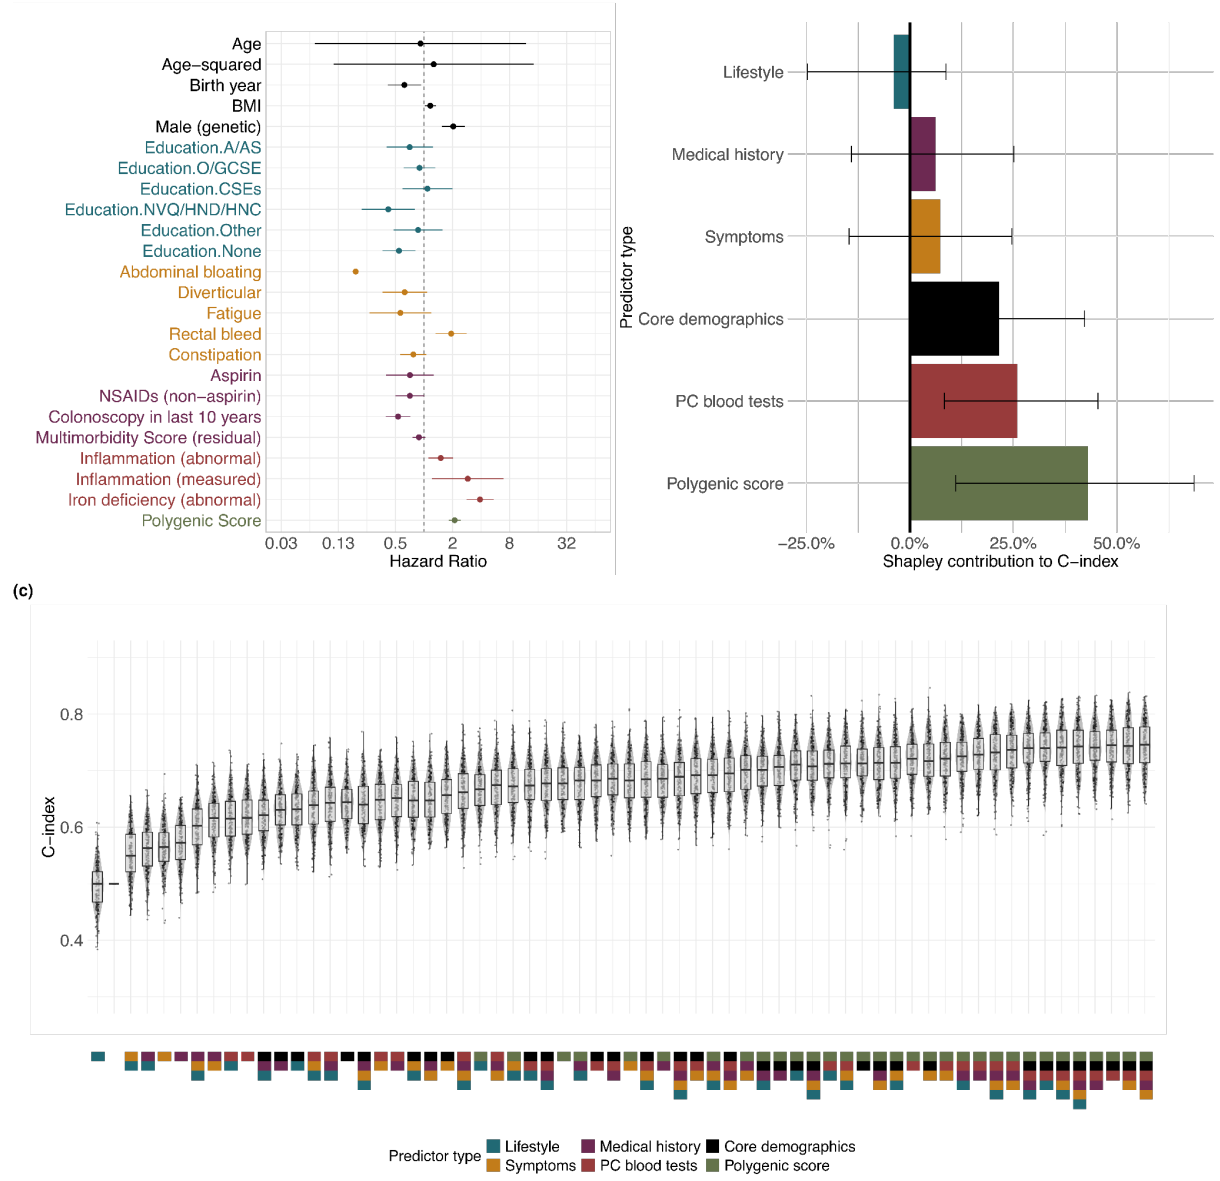 Age
Age−squared
Birth year
BMI
Male (genetic)
Education.A/AS
Education.O/GCSE
Education.CSEs
Education.NVQ/HND/HNC
Education.Other
Education.None
Abdominal bloating
Diverticular
Fatigue
Rectal bleed
Constipation
Aspirin
NSAIDs (non−aspirin)
Colonoscopy in last 10 years
Multimorbidity Score (residual)
Inflammation (abnormal)
Inflammation (measured)
Iron deficiency (abnormal)
Polygenic Score
0.03 0.13 0.5 2 8 32
Hazard Ratio
Predictor type
Lifestyle
Medical history
Symptoms
Core demographics
PC blood tests
Polygenic score
−25.0% 0.0% 25.0% 50.0%
Shapley contribution to C−index
(c)
C−index
0.8
0.6
0.4
Predictor type
Lifestyle Medical history Core demographics
Symptoms PC blood tests Polygenic score